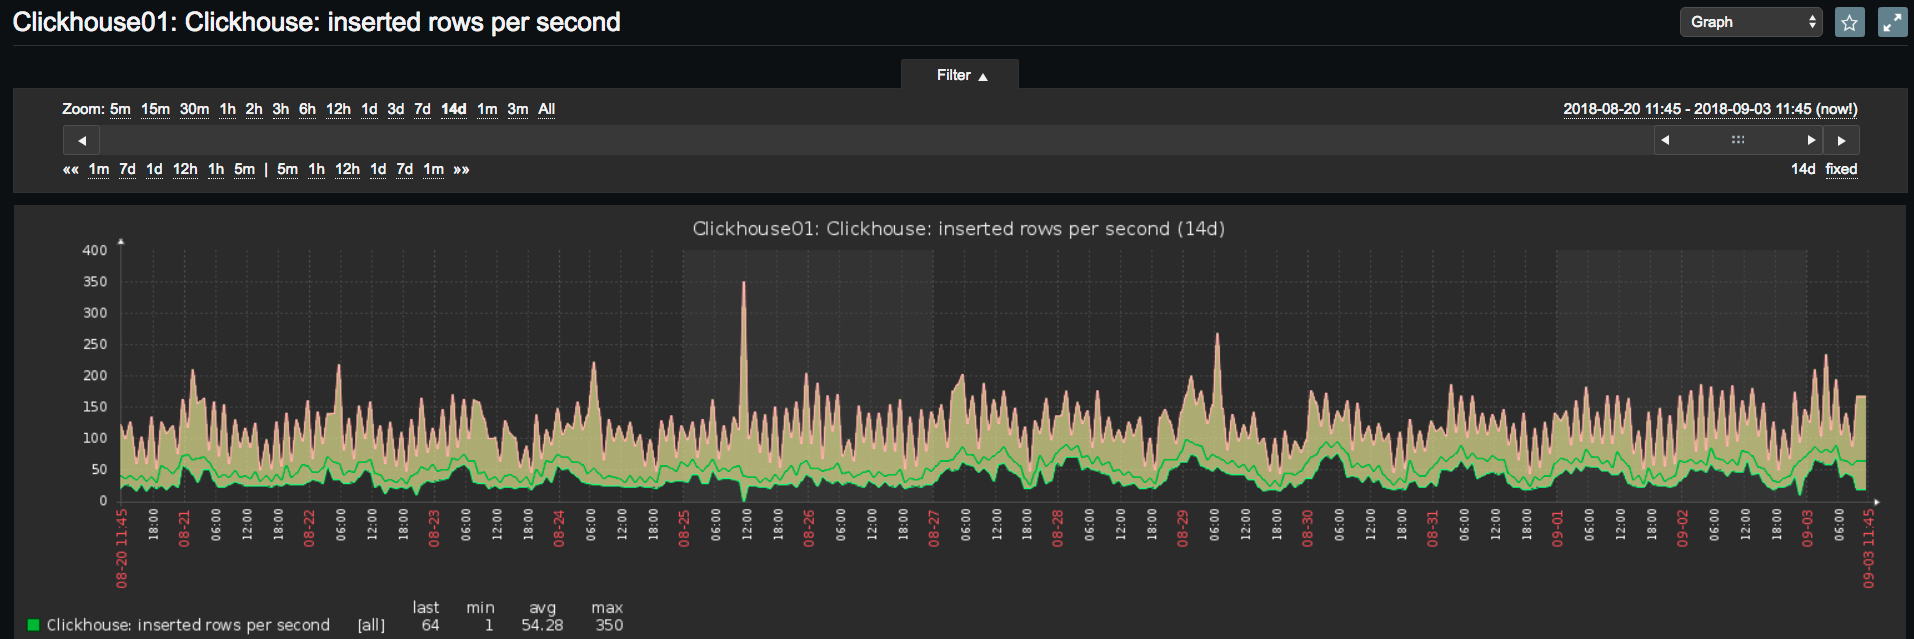 Clickhouse01: Clickhouse: inserted rows per second
Graph
Filter ▲
Zoom: 5m 15m 30m 1h 2h 3h 6h 12h 1d 3d 7d 14d 1m 3m All
2018-08-20 11:45 - 2018-09-03 11:45 (now!)
«« 1m 7d 1d 12h 1h 5m | 5m 1h 12h 1d 7d 1m »»
14d fixed
Clickhouse01: Clickhouse: inserted rows per second (14d)
400
350
300
250
200
150
100
50
0
08-20 11:45 18:00 08-21 06:00 12:00 18:00 08-22 06:00 12:00 18:00 08-23 06:00 12:00 18:00 08-24 06:00 12:00 18:00 08-25 06:00 12:00 18:00 08-26 06:00 12:00 18:00 08-27 06:00 12:00 18:00 08-28 06:00 12:00 18:00 08-29 06:00 12:00 18:00 08-30 06:00 12:00 18:00 08-31 06:00 12:00 18:00 09-01 06:00 12:00 18:00 09-02 06:00 12:00 18:00 09-03 06:00 09-03 11:45
last min avg max
Clickhouse: inserted rows per second [all] 64 1 54.28 350